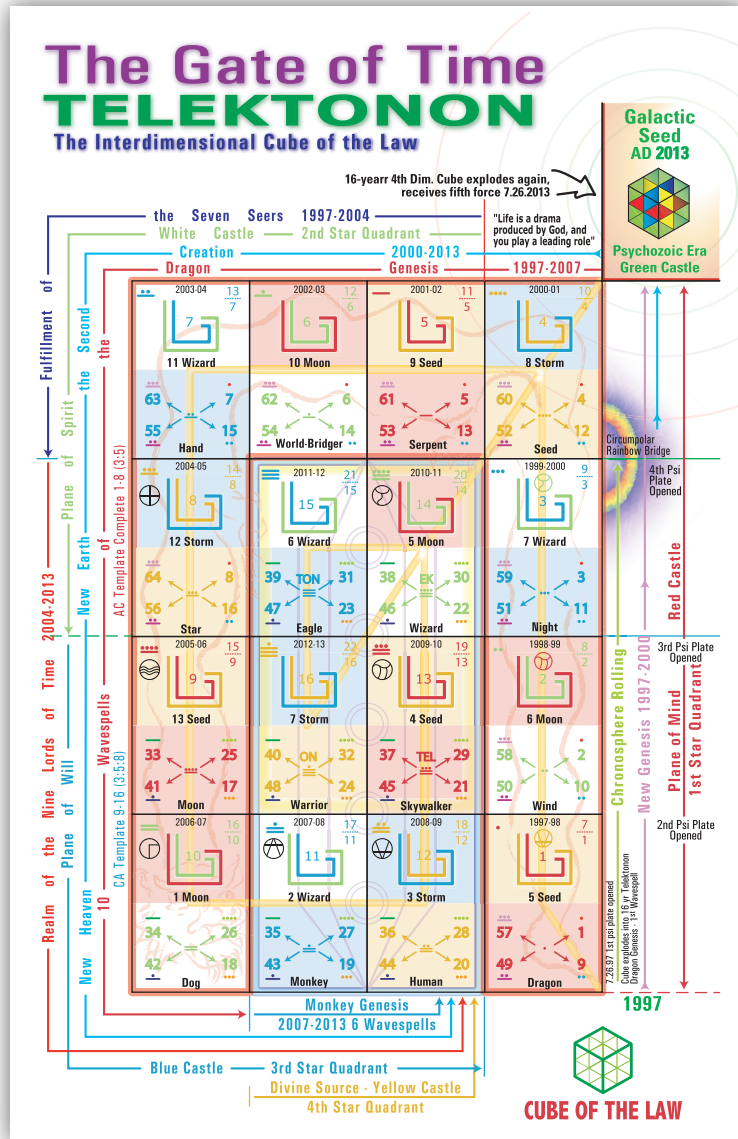 The Gate of Time
TELEKTONON
The Interdimensional Cube of the Law
Galactic
Seed
AD 2013
Psychozoic Era
Green Castle
16-yearr 4th Dim. Cube explodes again,
receives fifth force 7.26.2013
"Life is a drama
produced by God, and
you play a leading role"
the Seven Seers 1997-2004
White Castle 2nd Star Quadrant
Creation 2000-2013
Dragon Genesis 1997-2007
Fulfillment of
Plane of Spirit
New Earth the Second
the
of
Wavespells
10
AC Template Complete 1-8 (3:5)
CA Template 9-16 (3:5:8)
Realm of the Nine Lords of Time 2004-2013
Plane of Will
New Heaven
2003-04
13
7
7
11 Wizard
63 7
55 15
Hand
2002-03
12
6
6
10 Moon
62 6
54 14
World-Bridger
2001-02
11
5
5
9 Seed
61 5
53 13
Serpent
2000-01
10
4
4
8 Storm
60 4
52 12
Seed
2004-05
14
8
8
12 Storm
64 8
56 16
Star
2011-12
21
15
15
6 Wizard
39 TON 31
47 23
Eagle
2010-11
20
14
14
5 Moon
38 EK 30
46 22
Wizard
1999-2000
9
3
3
7 Wizard
59 3
51 11
Night
2005-06
15
9
9
13 Seed
33 25
41 17
Moon
2012-13
22
16
16
7 Storm
40 ON 32
48 24
Warrior
2009-10
19
13
13
4 Seed
37 TEL 29
45 21
Skywalker
1998-99
8
2
2
6 Moon
58 2
50 10
Wind
2006-07
16
10
10
1 Moon
34 26
42 18
Dog
2007-08
17
11
11
2 Wizard
35 27
43 19
Monkey
2008-09
18
12
12
3 Storm
36 28
44 20
Human
1997-98
7
1
1
5 Seed
57 1
49 9
Dragon
Circumpolar
Rainbow Bridge
4th Psi
Plate
Opened
Red Castle
3rd Psi Plate
Opened
Chronosphere Rolling
New Genesis 1997-2000
Plane of Mind
1st Star Quadrant
2nd Psi Plate
Opened
7.26.97 1st psi plate opened
Cube explodes into 16 yr Telektonon
Dragon Genesis - 1st Wavespell
1997
Monkey Genesis
2007-2013 6 Wavespells
Blue Castle 3rd Star Quadrant
Divine Source - Yellow Castle
4th Star Quadrant
CUBE OF THE LAW